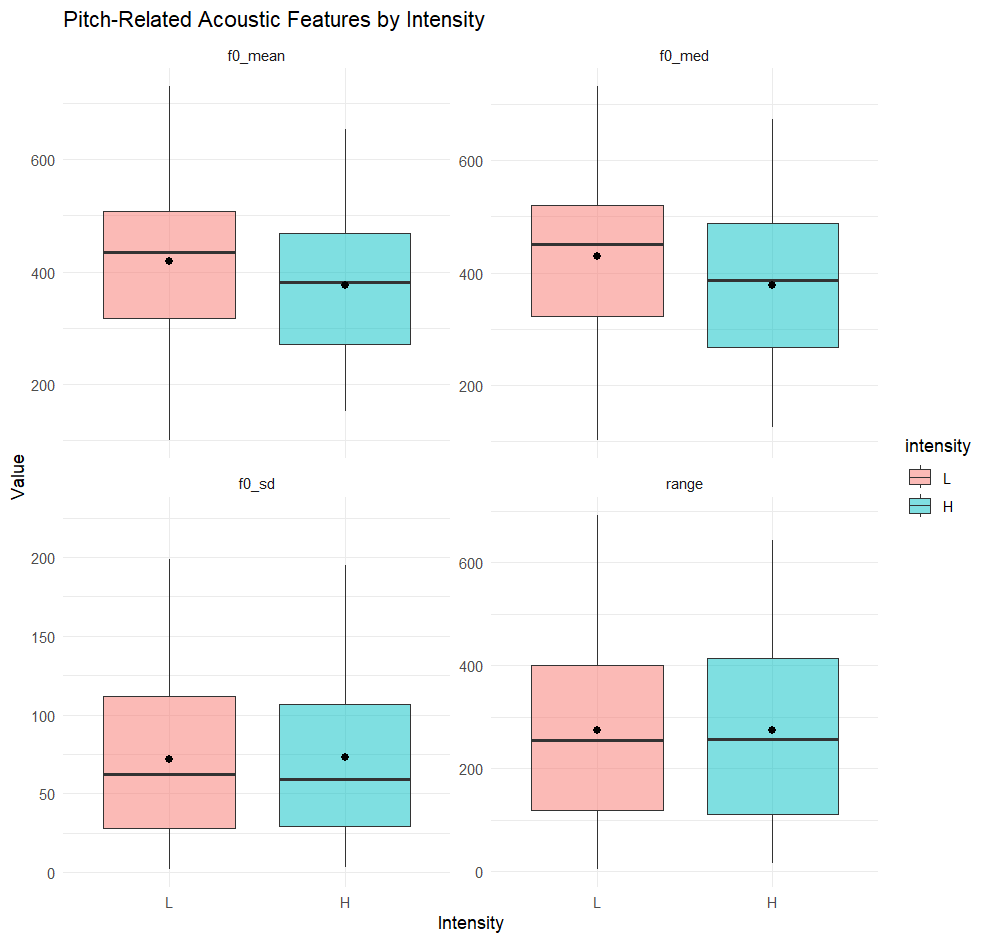 Pitch-Related Acoustic Features by Intensity
f0_mean
f0_med
600
400
200
600
400
200
f0_sd
range
200
150
100
50
0
600
400
200
0
L
H
L
H
Value
Intensity
intensity
L
H